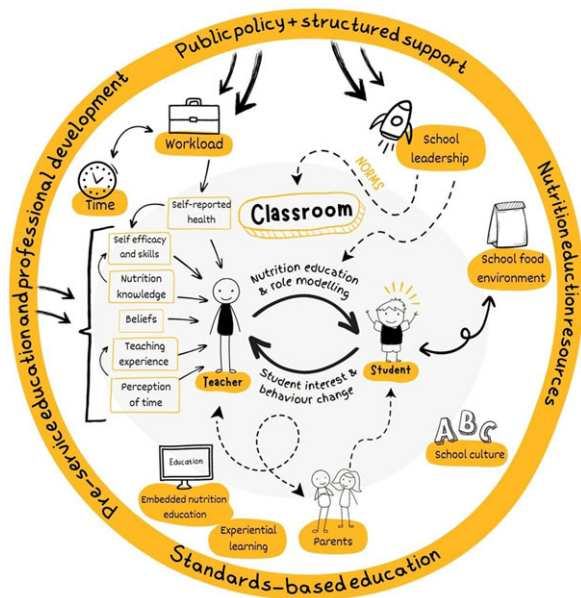 Public policy + structured support
Pre-service education and professional development
Nutrition eduction resources
Standards-based education
Workload
School
leadership
NORMS
Time
Self-reported
health
Classroom
School food
environment
Self efficacy
and skills
Nutrition
knowledge
Beliefs
Teaching
experience
Perception
of time
Nutrition education
& role modelling
Teacher
Student
Student interest &
behaviour change
ABC
School culture
Education
Embedded nutrition
education
Experiential
learning
Parents